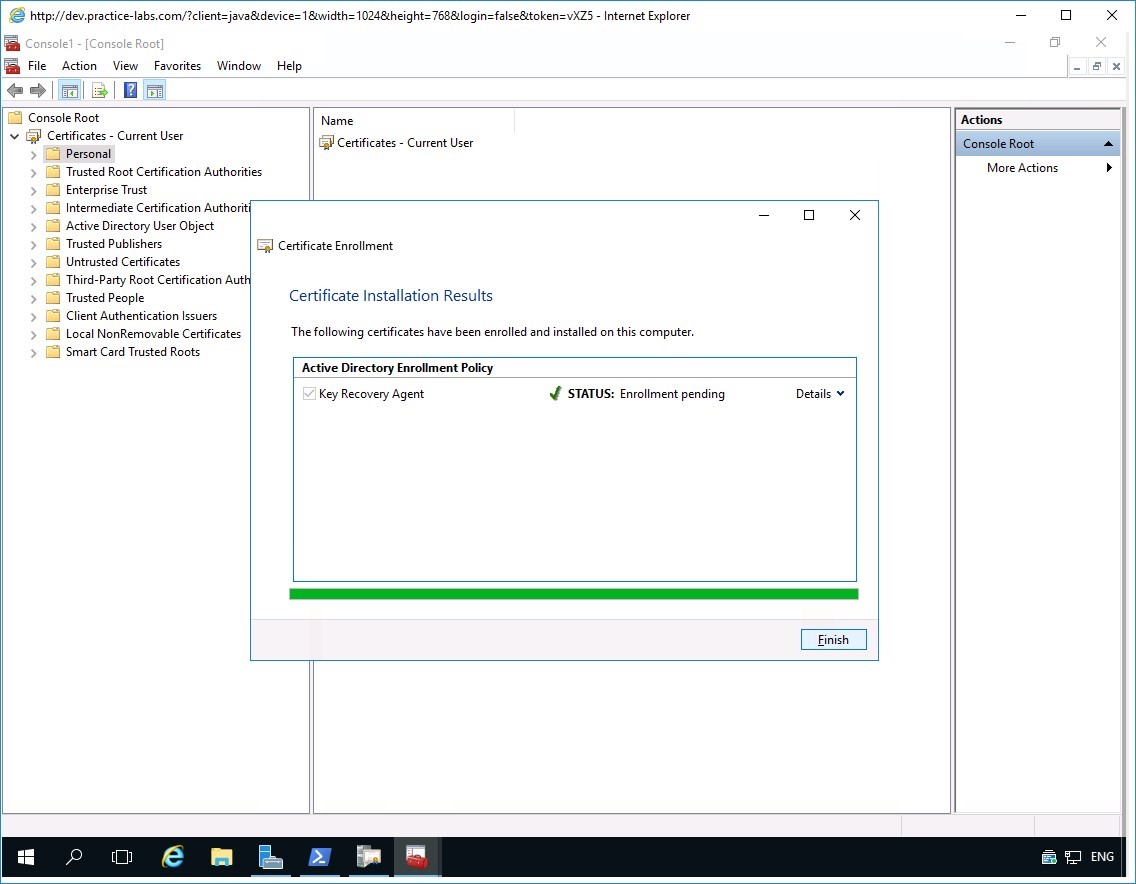 http://dev.practice-labs.com/?client=java&device=1&width=1024&height=768&login=false&token=vXZ5 - Internet Explorer
Console1 - [Console Root]
File Action View Favorites Window Help
Console Root
Certificates - Current User
Personal
Trusted Root Certification Authorities
Enterprise Trust
Intermediate Certification Authoriti
Active Directory User Object
Trusted Publishers
Untrusted Certificates
Third-Party Root Certification Auth
Trusted People
Client Authentication Issuers
Local NonRemovable Certificates
Smart Card Trusted Roots
Name
Certificates - Current User
Actions
Console Root
More Actions
Certificate Enrollment
Certificate Installation Results
The following certificates have been enrolled and installed on this computer.
Active Directory Enrollment Policy
Key Recovery Agent STATUS: Enrollment pending Details
Finish
ENG